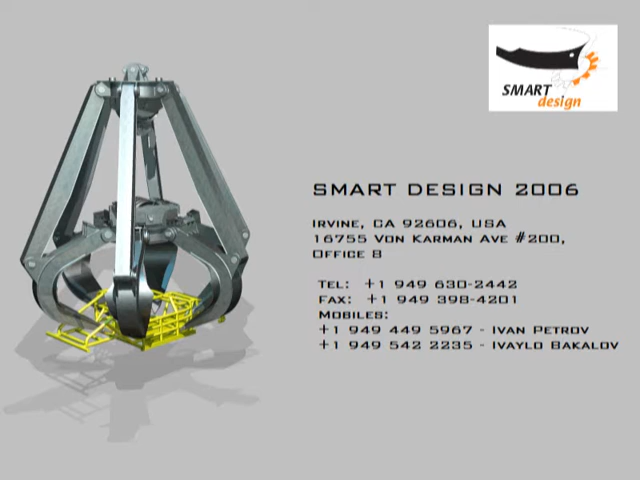 SMART
design
SMART DESIGN 2006
IRVINE, CA 92606, USA
16755 VON KARMAN AVE #200,
OFFICE B
TEL: +1 949 630-2442
FAX: +1 949 398-4201
MOBILES:
+1 949 449 5967 - IVAN PETROV
+1 949 542 2235 - IVAYLO BAKALOV